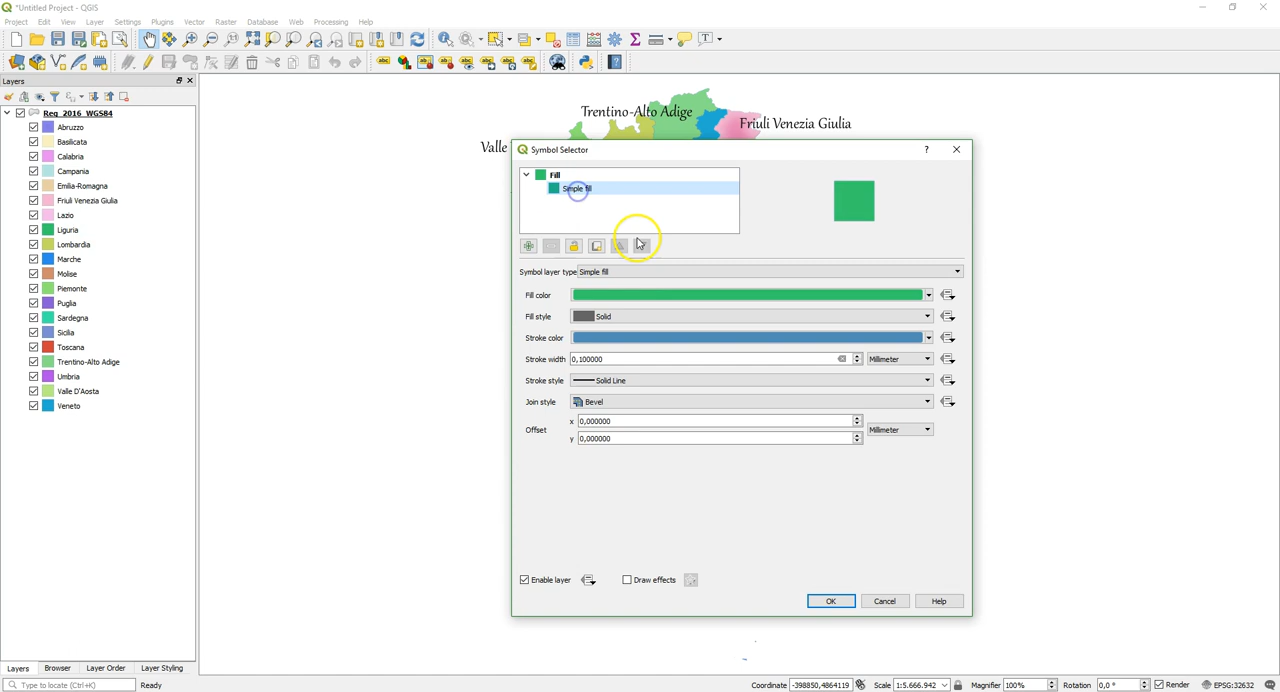 *Untitled Project - QGIS
Project Edit View Layer Settings Plugins Vector Raster Database Web Processing Help
Layers
Reg_2016_WGS84
Abruzzo
Basilicata
Calabria
Campania
Emilia-Romagna
Friuli Venezia Giulia
Lazio
Liguria
Lombardia
Marche
Molise
Piemonte
Puglia
Sardegna
Sicilia
Toscana
Trentino-Alto Adige
Umbria
Valle D'Aosta
Veneto
Trentino-Alto Adige
Friuli Venezia Giulia
Valle
Symbol Selector
Fill
Simple fill
Symbol layer type Simple fill
Fill color
Fill style Solid
Stroke color
Stroke width 0,100000 Millimeter
Stroke style Solid Line
Join style Bevel
Offset x 0,000000 Millimeter
y 0,000000
Enable layer Draw effects
OK Cancel Help
Layers Browser Layer Order Layer Styling
Type to locate (Ctrl+K) Ready Coordinate -398850,4864119 Scale 1:5.666.942 Magnifier 100% Rotation 0,0 ° Render EPSG:32632